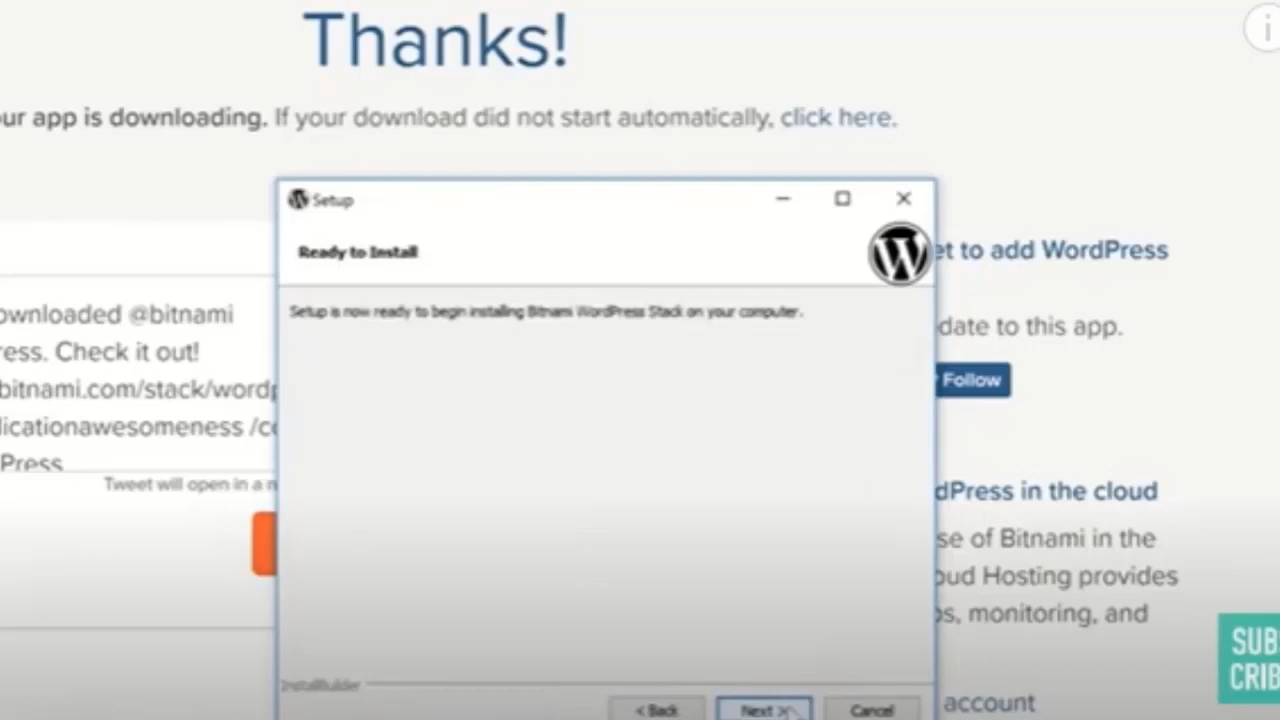 Thanks!
ur app is downloading. If your download did not start automatically, click here.
Setup
Ready to Install
et to add WordPress
Setup is now ready to begin installing Bitnami WordPress Stack on your computer.
ownloaded @bitnami
date to this app.
ress. Check it out!
Follow
bitnami.com/stack/wordp
licationawesomeness /co
Press
Tweet will open in a n
dPress in the cloud
se of Bitnami in the
oud Hosting provides
s, monitoring, and
SUB
CRIB
InstallBuilder
< Back
Next >
Cancel
account